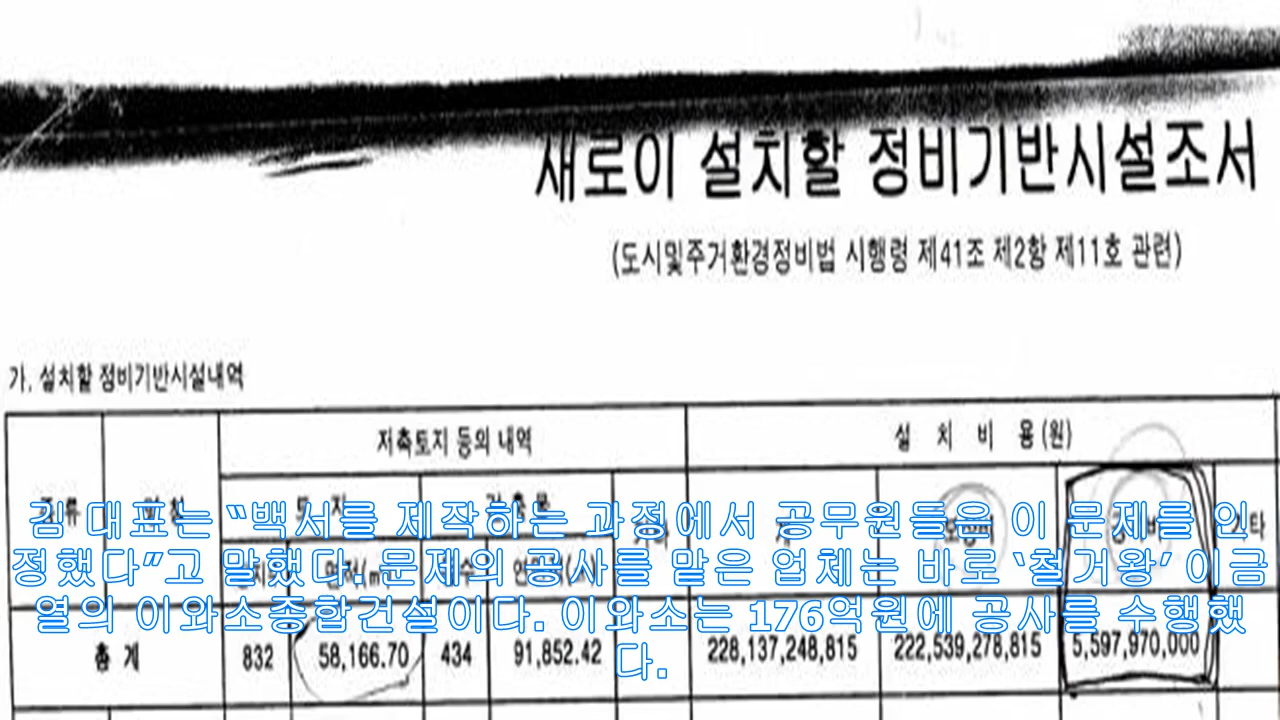 새로이 설치할 정비기반시설조서
(도시및주거환경정비법 시행령 제41조 제2항 제11호 관련)
가. 설치할 정비기반시설내역
저촉토지 등의 내역
설 치 비 용 (원)
김 대표는 “백서를 제작하는 과정에서 공무원들은 이 문제를 인
정했다”고 말했다. 문제의 공사를 맡은 업체는 바로 ‘철거왕’ 이금
열의 이와소종합건설이다. 이와소는 176억원에 공사를 수행했
다.
총 계 832 58,166.70 434 91,852.42 228,137,248,815 222,539,278,815 5,597,970,000